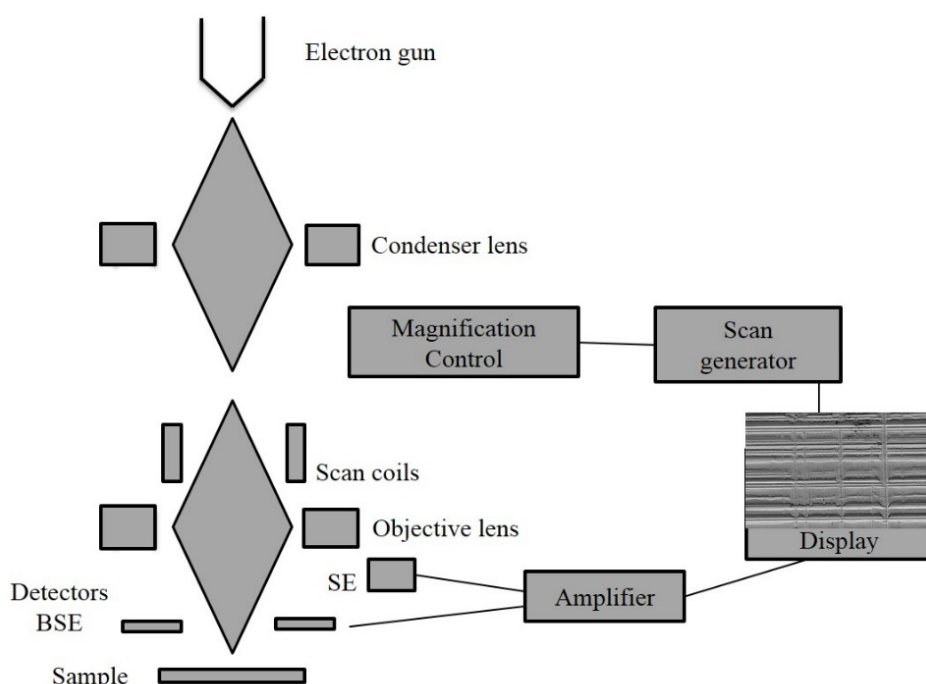 Electron gun
Condenser lens
Magnification
Control
Scan
generator
Scan coils
Objective lens
Display
SE
Detectors
BSE
Amplifier
Sample